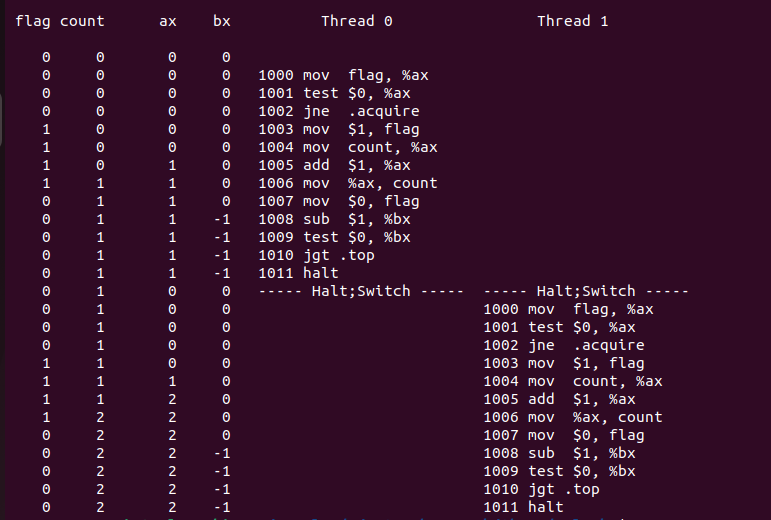 flag count ax bx Thread 0 Thread 1
0 0 0 0
0 0 0 0 1000 mov flag, %ax
0 0 0 0 1001 test $0, %ax
0 0 0 0 1002 jne .acquire
1 0 0 0 1003 mov $1, flag
1 0 0 0 1004 mov count, %ax
1 0 1 0 1005 add $1, %ax
1 1 1 0 1006 mov %ax, count
0 1 1 0 1007 mov $0, flag
0 1 1 -1 1008 sub $1, %bx
0 1 1 -1 1009 test $0, %bx
0 1 1 -1 1010 jgt .top
0 1 1 -1 1011 halt
0 1 0 0 ----- Halt;Switch ----- ----- Halt;Switch -----
0 1 0 0 1000 mov flag, %ax
0 1 0 0 1001 test $0, %ax
0 1 0 0 1002 jne .acquire
1 1 0 0 1003 mov $1, flag
1 1 1 0 1004 mov count, %ax
1 1 2 0 1005 add $1, %ax
1 2 2 0 1006 mov %ax, count
0 2 2 0 1007 mov $0, flag
0 2 2 -1 1008 sub $1, %bx
0 2 2 -1 1009 test $0, %bx
0 2 2 -1 1010 jgt .top
0 2 2 -1 1011 halt